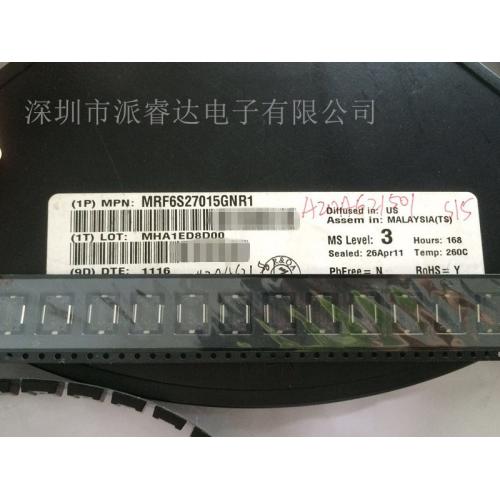 深圳市派睿达电子有限公司
(1P) MPN: MRF6S27015GNR1
Diffused in: US
Assem in: MALAYSIA(TS)
(1T) LOT: MHA1ED8D00
MS Level: 3 Hours: 168
Sealed: 26Apr11 Temp: 260C
(9D) DTE: 1116
PbFree = N RoHS = Y
515